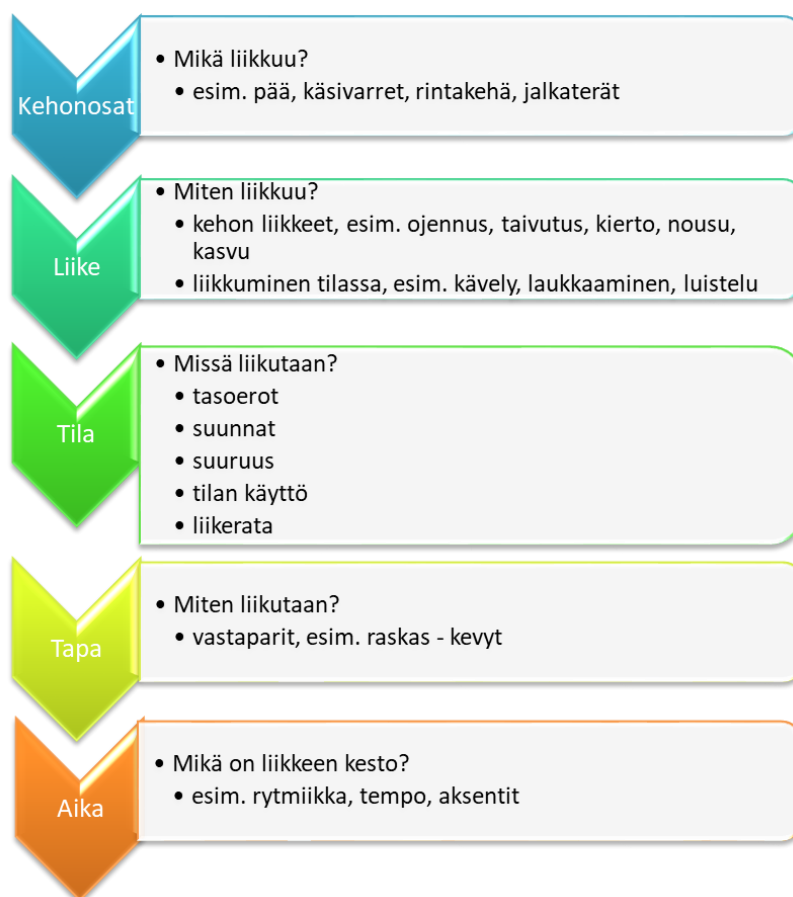 Kehonosat
• Mikä liikkuu?
• esim. pää, käsivarret, rintakehä, jalkaterät
Liike
• Miten liikkuu?
• kehon liikkeet, esim. ojennus, taivutus, kierto, nousu,
kasvu
• liikkuminen tilassa, esim. kävely, laukkaaminen, luistelu
Tila
• Missä liikutaan?
• tasoerot
• suunnat
• suuruus
• tilan käyttö
• liikerata
Tapa
• Miten liikutaan?
• vastaparit, esim. raskas - kevyt
Aika
• Mikä on liikkeen kesto?
• esim. rytmiikka, tempo, aksentit